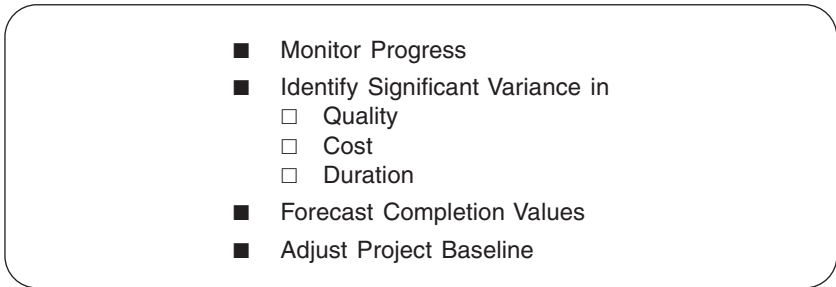 ■ Monitor Progress
■ Identify Significant Variance in
□ Quality
□ Cost
□ Duration
■ Forecast Completion Values
■ Adjust Project Baseline